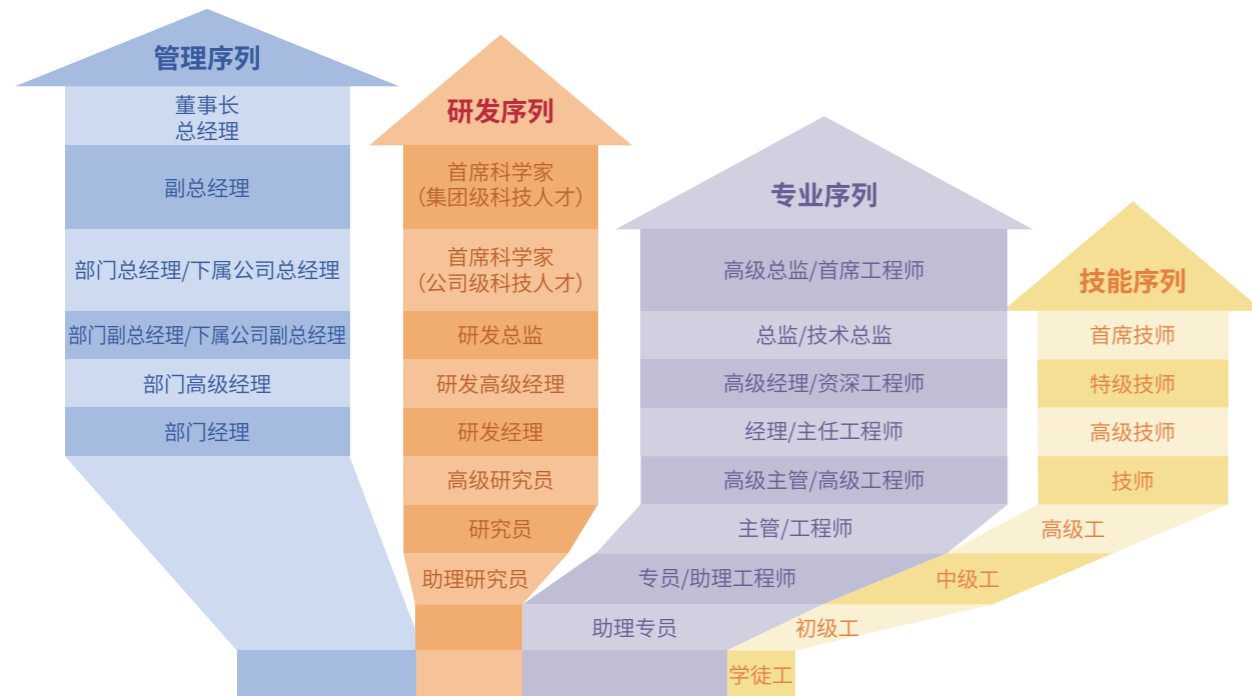 管理序列
董事长
总经理
副总经理
部门总经理/下属公司总经理
部门副总经理/下属公司副总经理
部门高级经理
部门经理
研发序列
首席科学家
（集团级科技人才）
首席科学家
（公司级科技人才）
研发总监
研发高级经理
研发经理
高级研究员
研究员
助理研究员
专业序列
高级总监/首席工程师
总监/技术总监
高级经理/资深工程师
经理/主任工程师
高级主管/高级工程师
主管/工程师
专员/助理工程师
助理专员
技能序列
首席技师
特级技师
高级技师
技师
高级工
中级工
初级工
学徒工